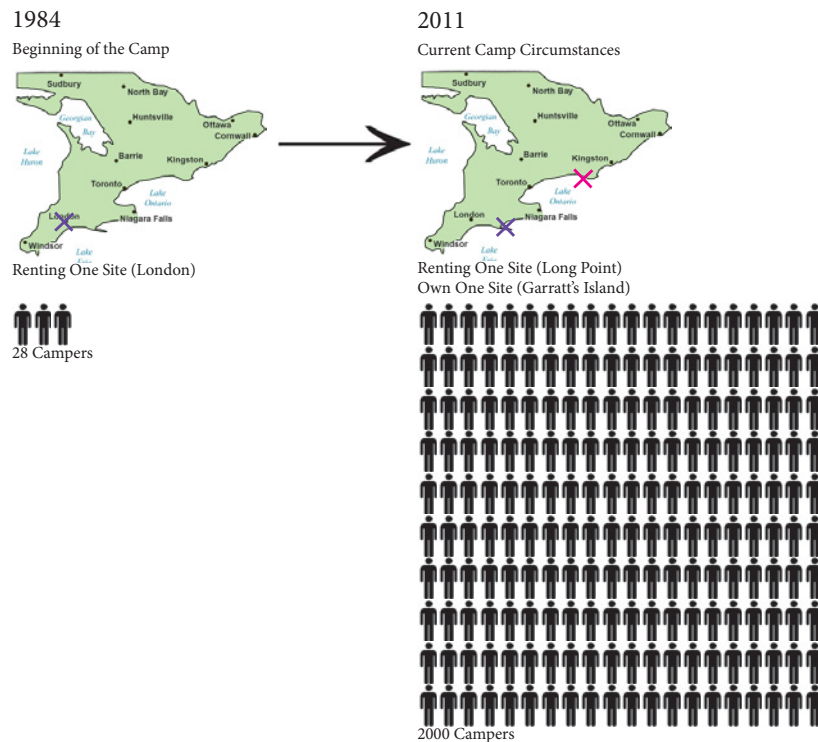 1984
Beginning of the Camp
Sudbury
North Bay
Georgian
Bay
Huntsville
Ottawa
Cornwall
Lake
Huron
Barrie
Kingston
Toronto
Lake
Ontario
London
Niagara Falls
Windsor
Lake
Renting One Site (London)
28 Campers
2011
Current Camp Circumstances
Sudbury
North Bay
Georgian
Bay
Huntsville
Ottawa
Cornwall
Lake
Huron
Barrie
Kingston
Toronto
Lake
Ontario
London
Niagara Falls
Windsor
Lake
Renting One Site (Long Point)
Own One Site (Garratt's Island)
2000 Campers